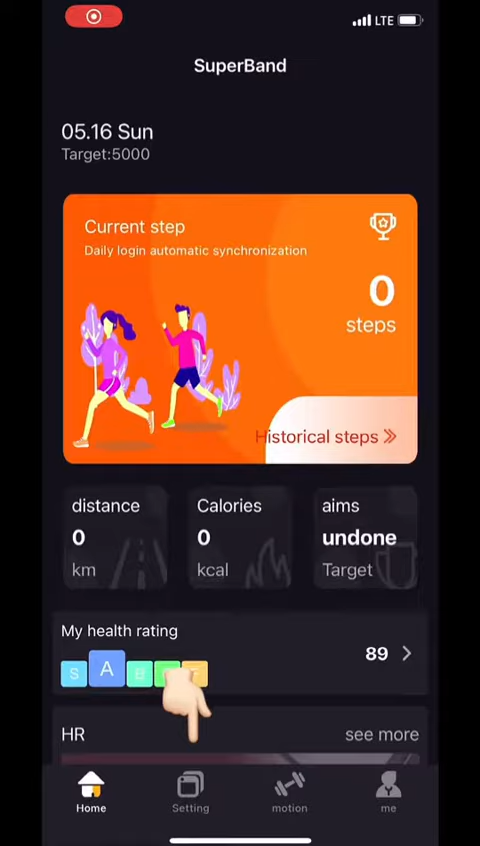 LTE
SuperBand
05.16 Sun
Target:5000
Current step
Daily login automatic synchronization
0
steps
Historical steps
distance
0
km
Calories
0
kcal
aims
undone
Target
My health rating
S A B
89
HR
see more
Home
Setting
motion
me